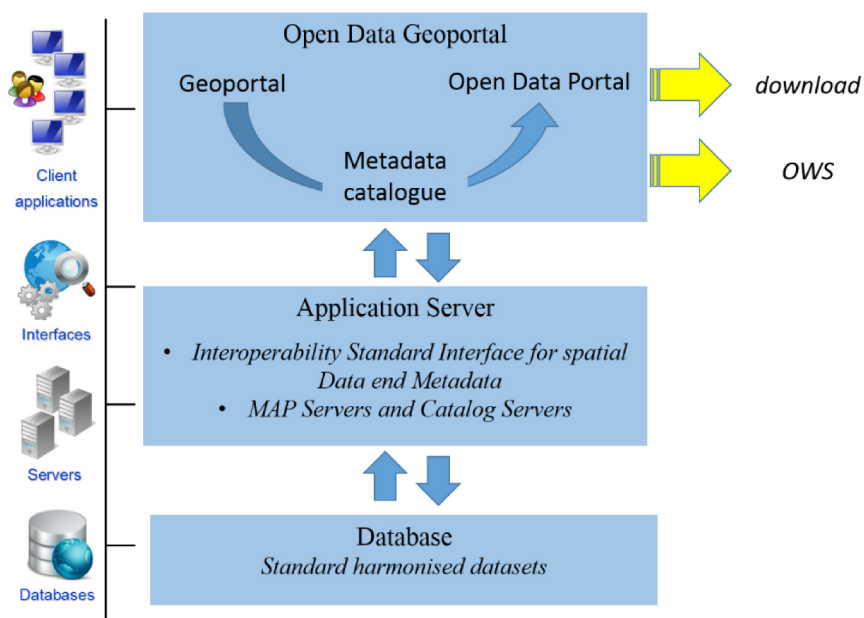 Open Data Geoportal
Geoportal
Open Data Portal
Metadata
catalogue
download
OWS
Client
applications
Application Server
• Interoperability Standard Interface for spatial
Data end Metadata
• MAP Servers and Catalog Servers
Interfaces
Servers
Database
Standard harmonised datasets
Databases